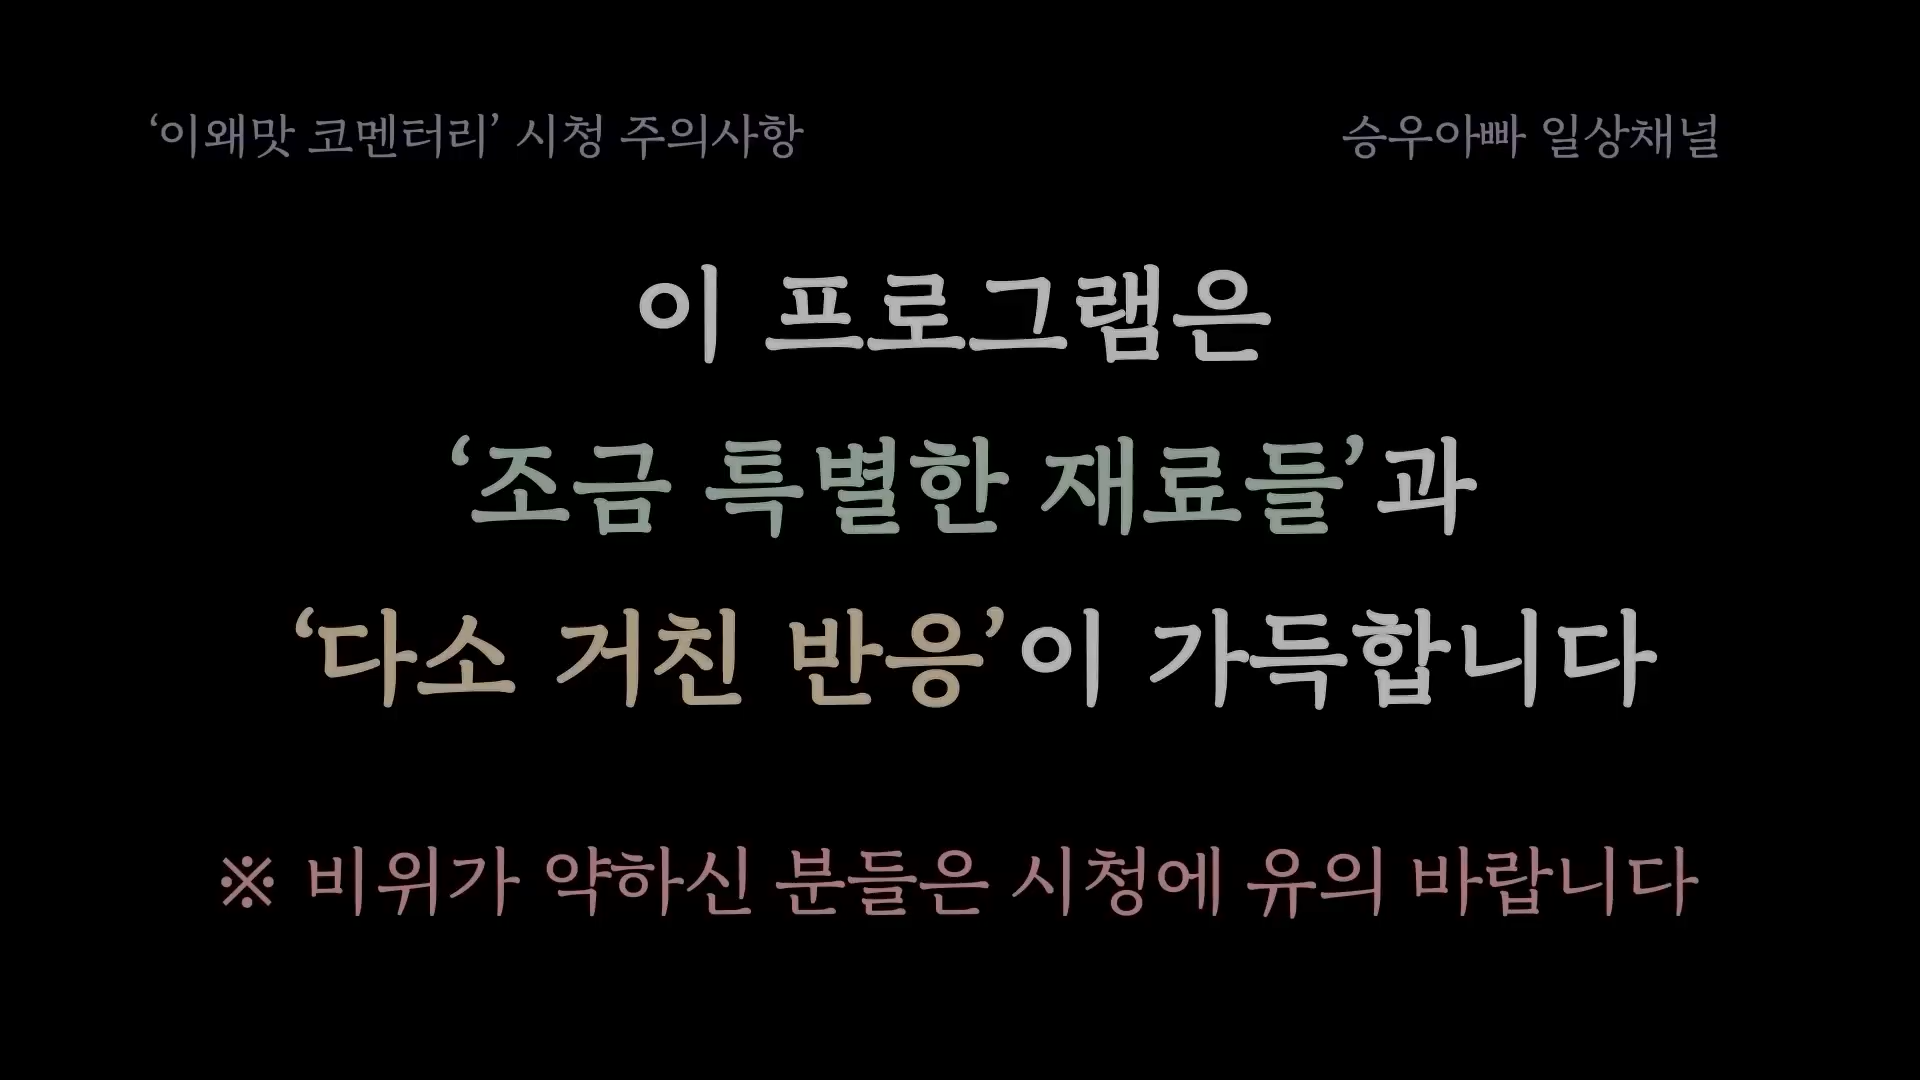 ‘이왜맛 코멘터리’ 시청 주의사항
승우아빠 일상채널
이 프로그램은
‘조금 특별한 재료들’과
‘다소 거친 반응’이 가득합니다
※ 비위가 약하신 분들은 시청에 유의 바랍니다